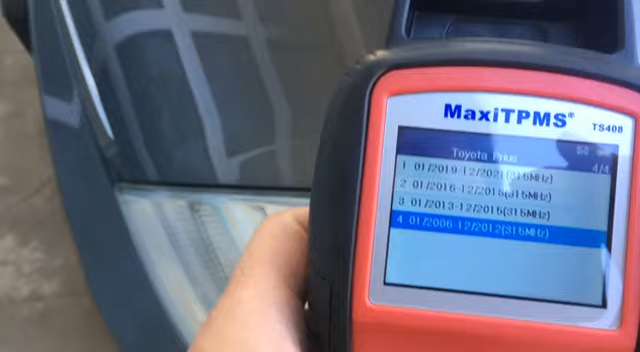 MaxiTPMS®
TS408
Toyota Prius
4/4
1 01/2019-12/2021(315MHz)
2 01/2016-12/2018(315MHz)
3 01/2013-12/2015(315MHz)
4 01/2006-12/2012(315MHz)